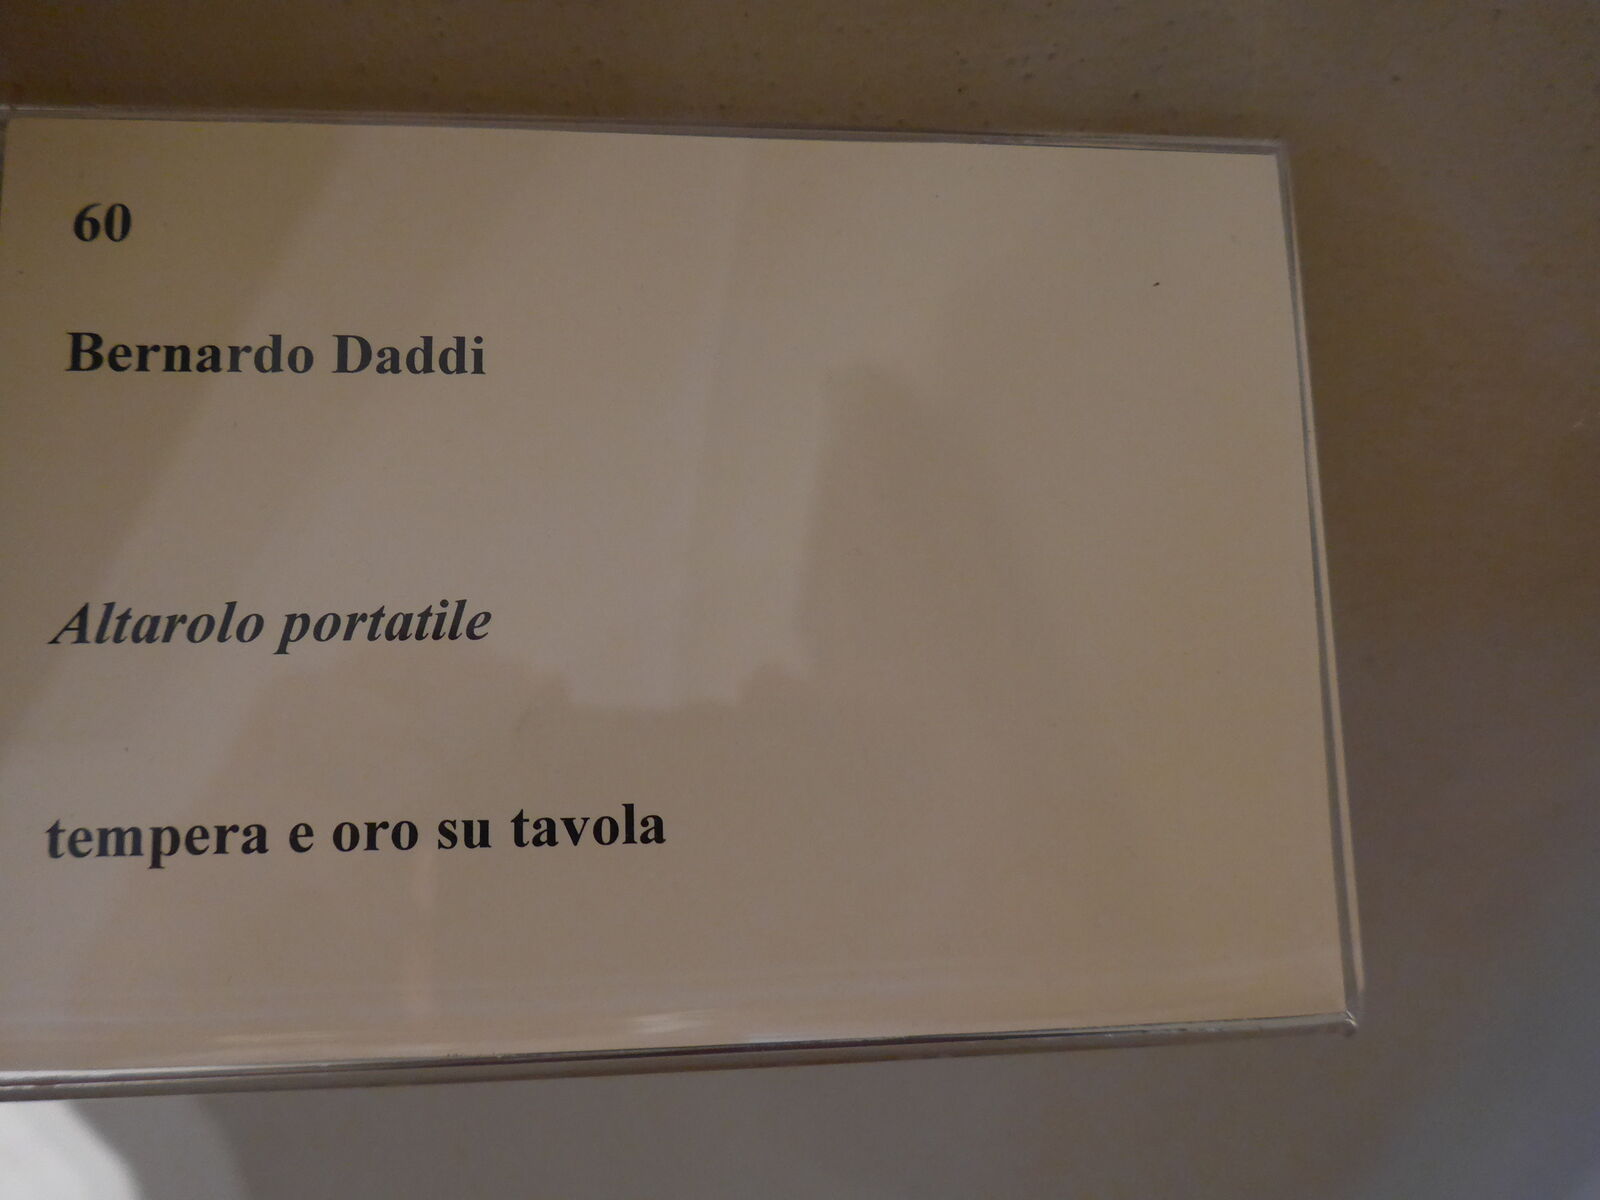 60
Bernardo Daddi
Altarolo portatile
tempera e oro su tavola